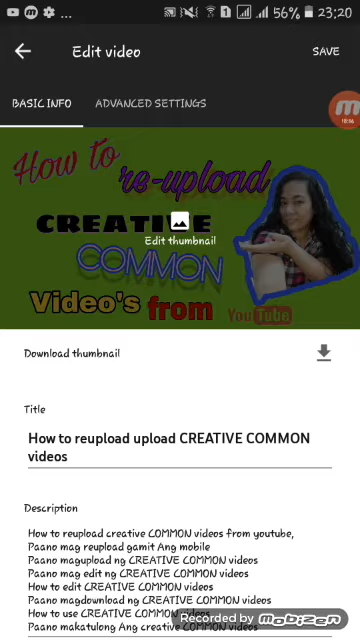 56% 23:20
Edit video SAVE
BASIC INFO ADVANCED SETTINGS
18:56
How to 're-upload
CREATIVE
Edit thumbnail
COMMON
Video's from YouTube
Download thumbnail
Title
How to reupload upload CREATIVE COMMON
videos
Description
How to reupload creative COMMON videos from youtube,
Paano mag reupload gamit Ang mobile
Paano magupload ng CREATIVE COMMON videos
Paano mag edit ng CREATIVE COMMON videos
How to edit CREATIVE COMMON videos
Paano magdownload ng CREATIVE COMMON videos
How to use CREATIVE COMMON videos
Paano makatulong Ang creative COMMON videos
Recorded by mobizen